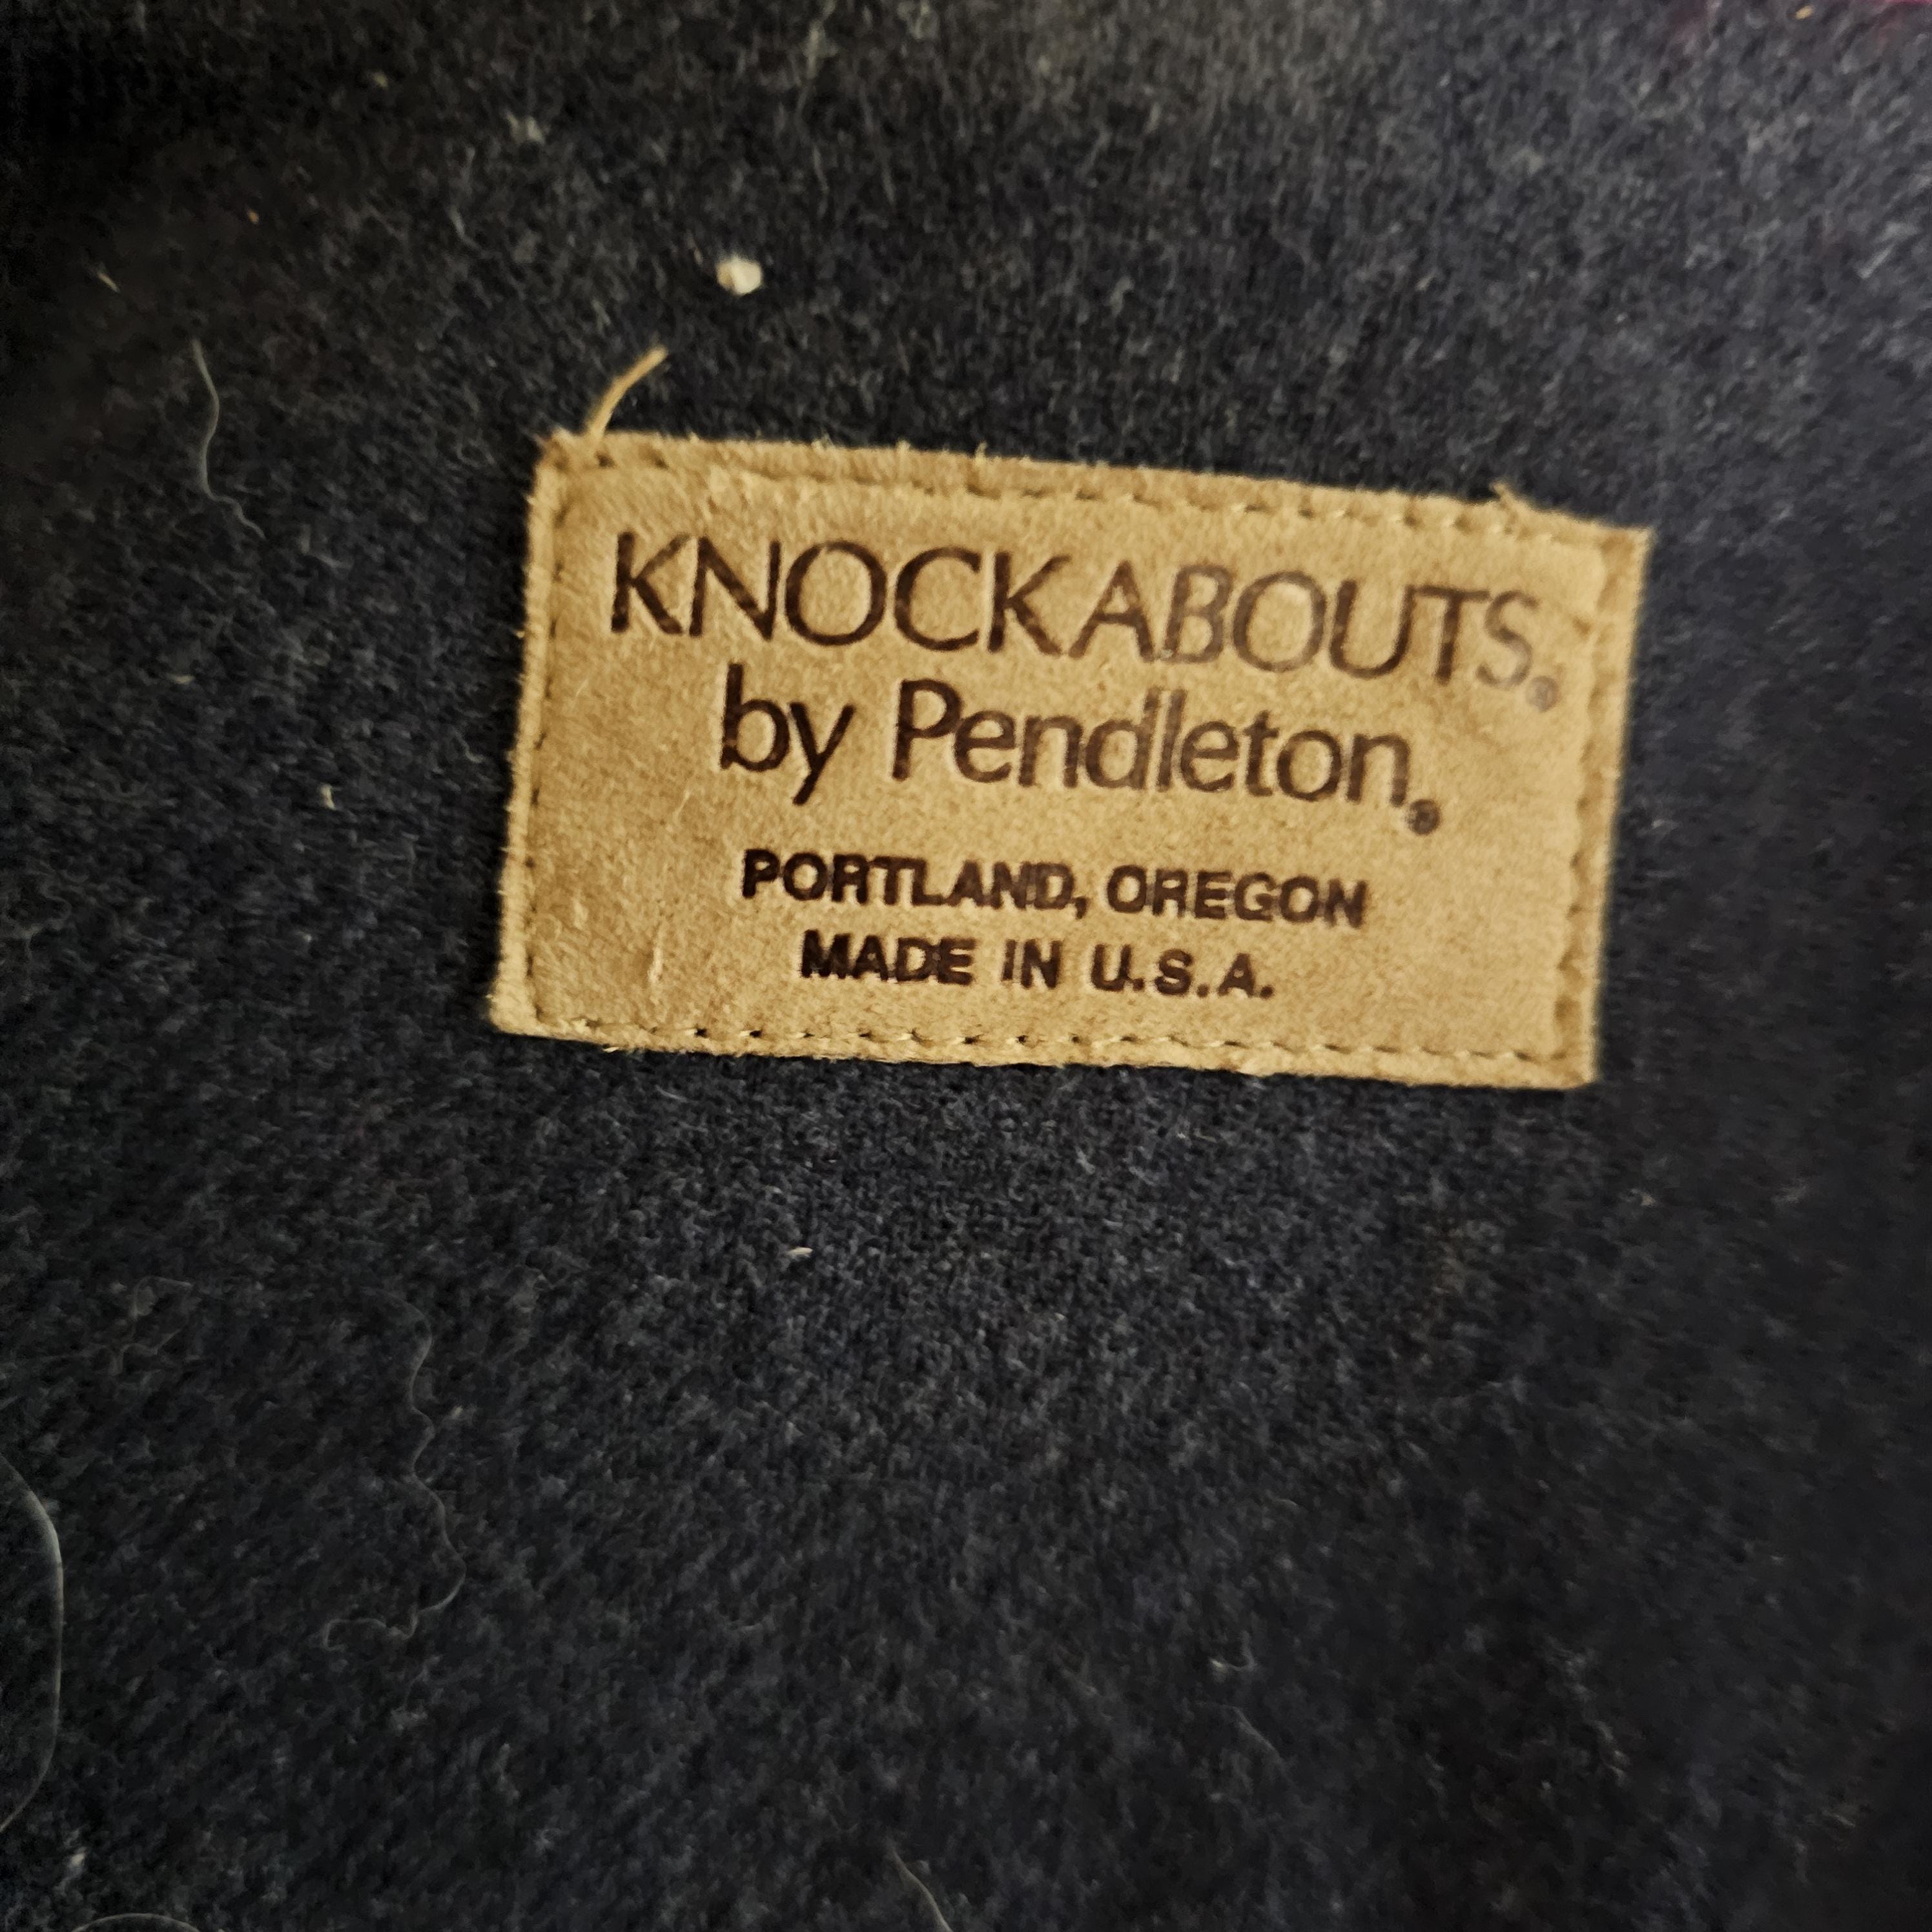 KNOCKABOUTS®
by Pendleton®
PORTLAND, OREGON
MADE IN U.S.A.